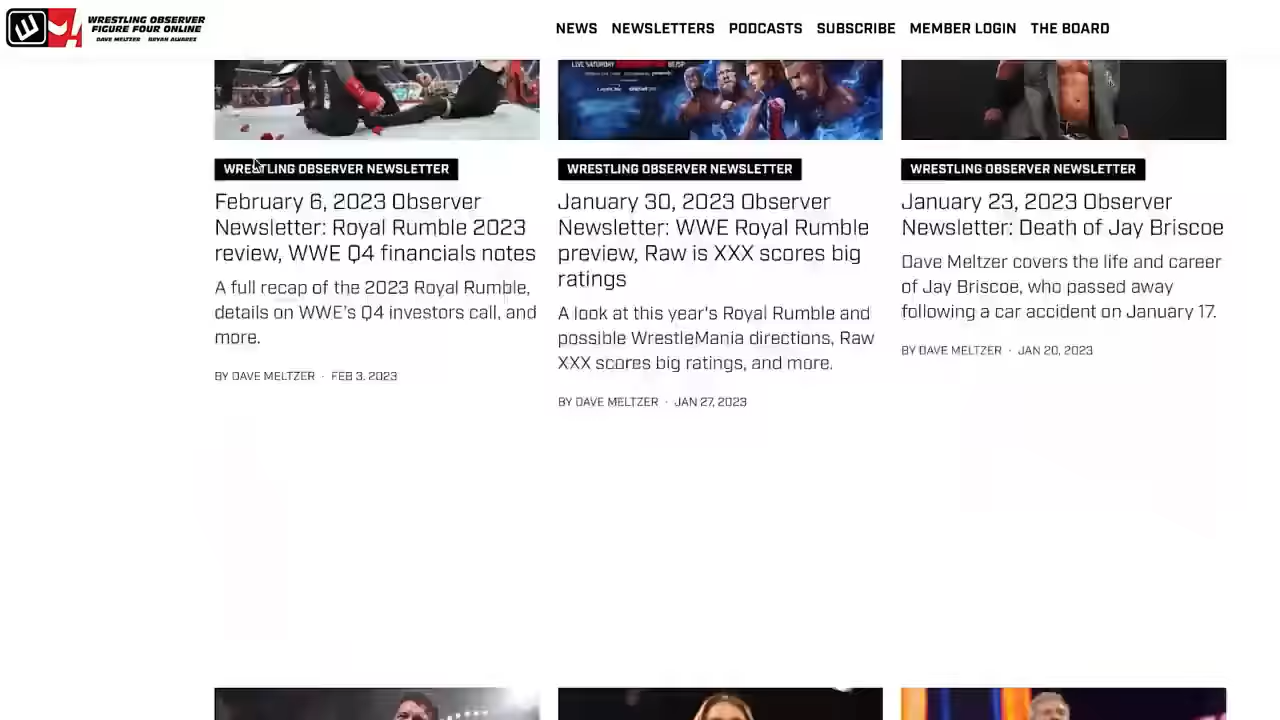 WRESTLING OBSERVER
FIGURE FOUR ONLINE
DAVE MELTZER BRYAN ALVAREZ
NEWS NEWSLETTERS PODCASTS SUBSCRIBE MEMBER LOGIN THE BOARD
WRESTLING OBSERVER NEWSLETTER
February 6, 2023 Observer
Newsletter: Royal Rumble 2023
review, WWE Q4 financials notes
A full recap of the 2023 Royal Rumble,
details on WWE's Q4 investors call, and
more.
BY DAVE MELTZER · FEB 3, 2023
LIVE SATURDAY
WRESTLING OBSERVER NEWSLETTER
January 30, 2023 Observer
Newsletter: WWE Royal Rumble
preview, Raw is XXX scores big
ratings
A look at this year's Royal Rumble and
possible WrestleMania directions, Raw
XXX scores big ratings, and more.
BY DAVE MELTZER · JAN 27, 2023
WRESTLING OBSERVER NEWSLETTER
January 23, 2023 Observer
Newsletter: Death of Jay Briscoe
Dave Meltzer covers the life and career
of Jay Briscoe, who passed away
following a car accident on January 17.
BY DAVE MELTZER · JAN 20, 2023